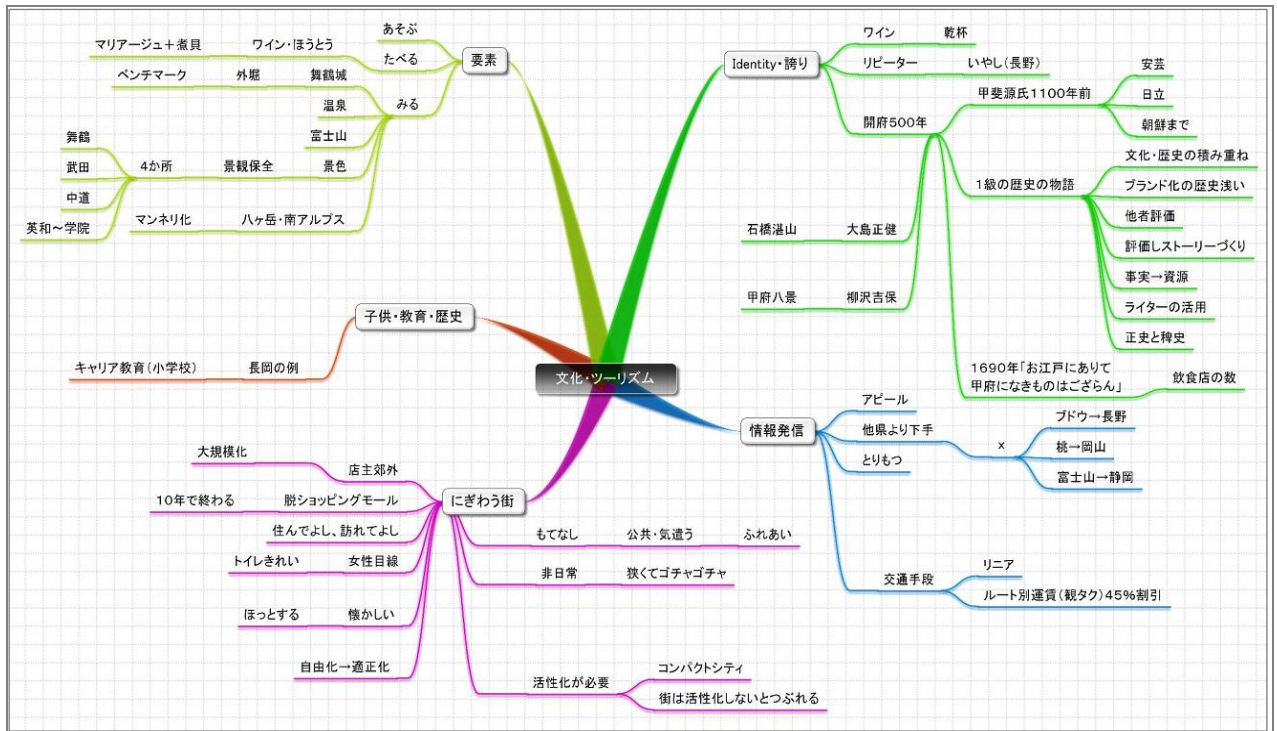 文化・ツーリズム
要素
あそぶ
たべる
ワイン・ほうとう
マリアージュ＋煮貝
みる
舞鶴城
外堀
ベンチマーク
温泉
富士山
景色
景観保全
4か所
舞鶴
武田
中道
英和～学院
八ヶ岳・南アルプス
マンネリ化
子供・教育・歴史
長岡の例
キャリア教育（小学校）
にぎわう街
店主郊外
大規模化
脱ショッピングモール
10年で終わる
住んでよし、訪れてよし
女性目線
トイレきれい
懐かしい
ほっとする
自由化→適正化
もてなし
公共・気遣う
ふれあい
非日常
狭くてゴチャゴチャ
活性化が必要
コンパクトシティ
街は活性化しないとつぶれる
Identity・誇り
ワイン
乾杯
リピーター
いやし（長野）
開府500年
甲斐源氏1100年前
安芸
日立
朝鮮まで
1級の歴史の物語
文化・歴史の積み重ね
ブランド化の歴史浅い
他者評価
評価しストーリーづくり
事実→資源
ライターの活用
正史と稗史
大島正健
石橋湛山
柳沢吉保
甲府八景
1690年「お江戸にありて
甲府になきものはござらん」
飲食店の数
情報発信
アピール
他県より下手
×
ブドウ→長野
桃→岡山
富士山→静岡
とりもつ
交通手段
リニア
ルート別運賃（観タク）45%割引